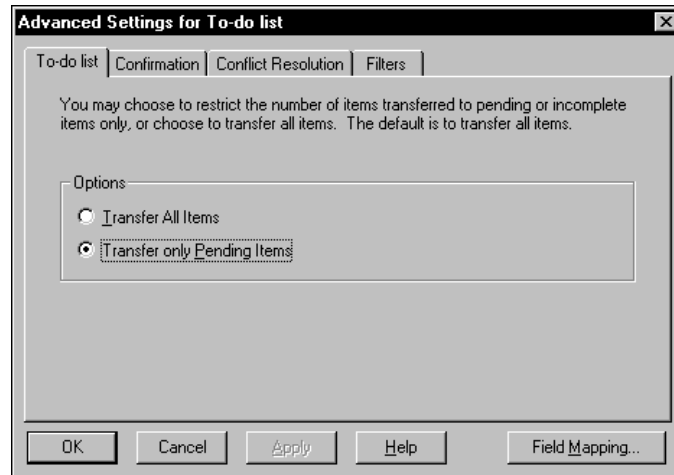 Advanced Settings for To-do list
To-do list Confirmation Conflict Resolution Filters
You may choose to restrict the number of items transferred to pending or incomplete
items only, or choose to transfer all items. The default is to transfer all items.
Options
Transfer All Items
Transfer only Pending Items
OK Cancel Apply Help Field Mapping...